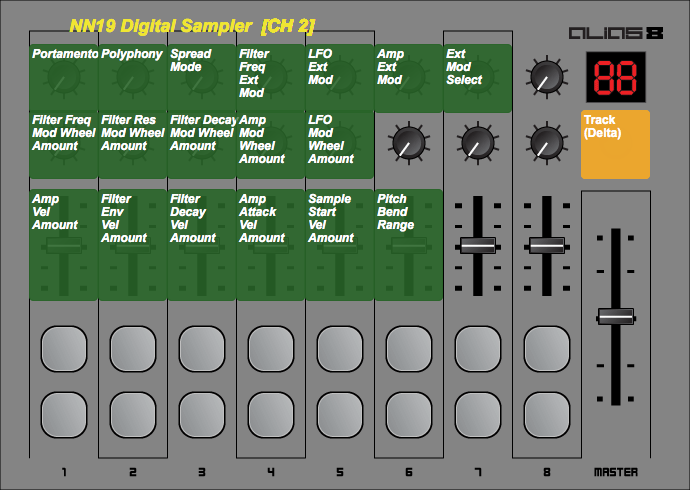 NN19 Digital Sampler [CH 2]
ALIAS 8
Portamento
Polyphony
Spread
Mode
Filter
Freq
Ext
Mod
LFO
Ext
Mod
Amp
Ext
Mod
Ext
Mod
Select
88
Filter Freq
Mod Wheel
Amount
Filter Res
Mod Wheel
Amount
Filter Decay
Mod Wheel
Amount
Amp
Mod
Wheel
Amount
LFO
Mod
Wheel
Amount
Track
(Delta)
Amp
Vel
Amount
Filter
Env
Vel
Amount
Filter
Decay
Vel
Amount
Amp
Attack
Vel
Amount
Sample
Start
Vel
Amount
Pitch
Bend
Range
1 2 3 4 5 6 7 8 MASTER